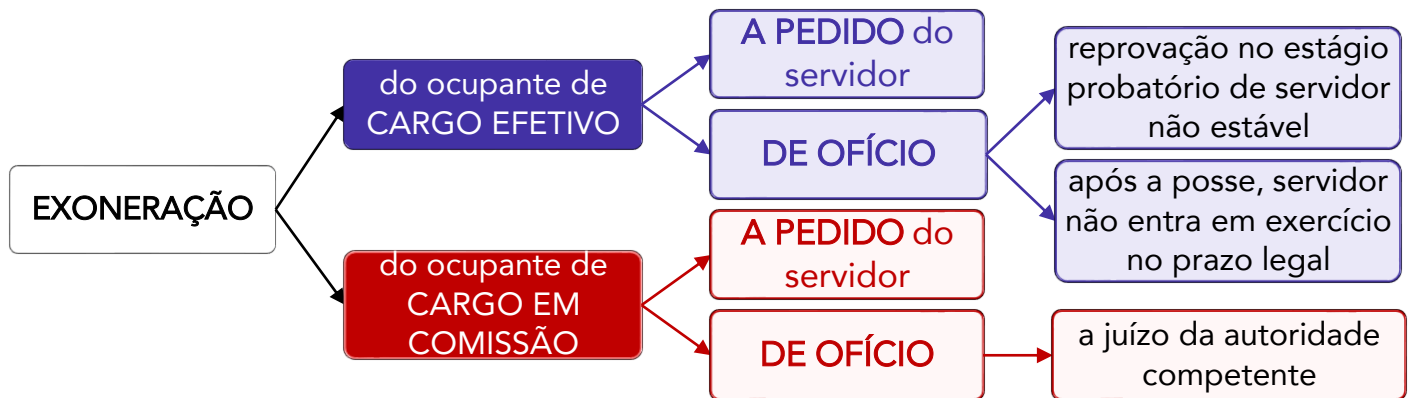 EXONERAÇÃO
do ocupante de
CARGO EFETIVO
A PEDIDO do
servidor
DE OFÍCIO
reprovação no estágio
probatório de servidor
não estável
após a posse, servidor
não entra em exercício
no prazo legal
do ocupante de
CARGO EM
COMISSÃO
A PEDIDO do
servidor
DE OFÍCIO
a juízo da autoridade
competente